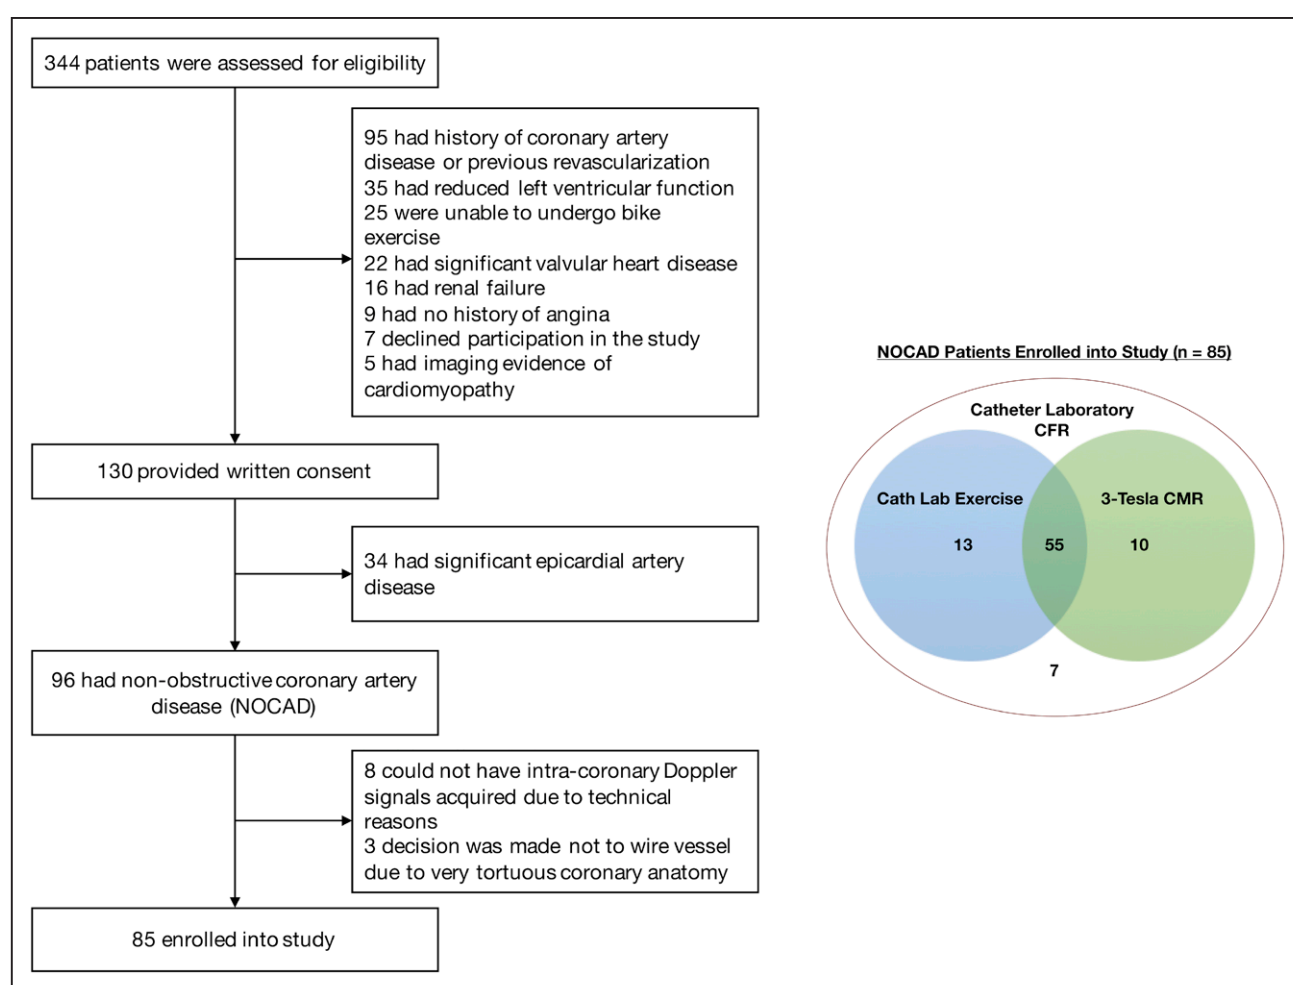 344 patients were assessed for eligibility
95 had history of coronary artery
disease or previous revascularization
35 had reduced left ventricular function
25 were unable to undergo bike
exercise
22 had significant valvular heart disease
16 had renal failure
9 had no history of angina
7 declined participation in the study
5 had imaging evidence of
cardiomyopathy
130 provided written consent
34 had significant epicardial artery
disease
96 had non-obstructive coronary artery
disease (NOCAD)
8 could not have intra-coronary Doppler
signals acquired due to technical
reasons
3 decision was made not to wire vessel
due to very tortuous coronary anatomy
85 enrolled into study
NOCAD Patients Enrolled into Study (n = 85)
Catheter Laboratory
CFR
Cath Lab Exercise
3-Tesla CMR
13
55
10
7